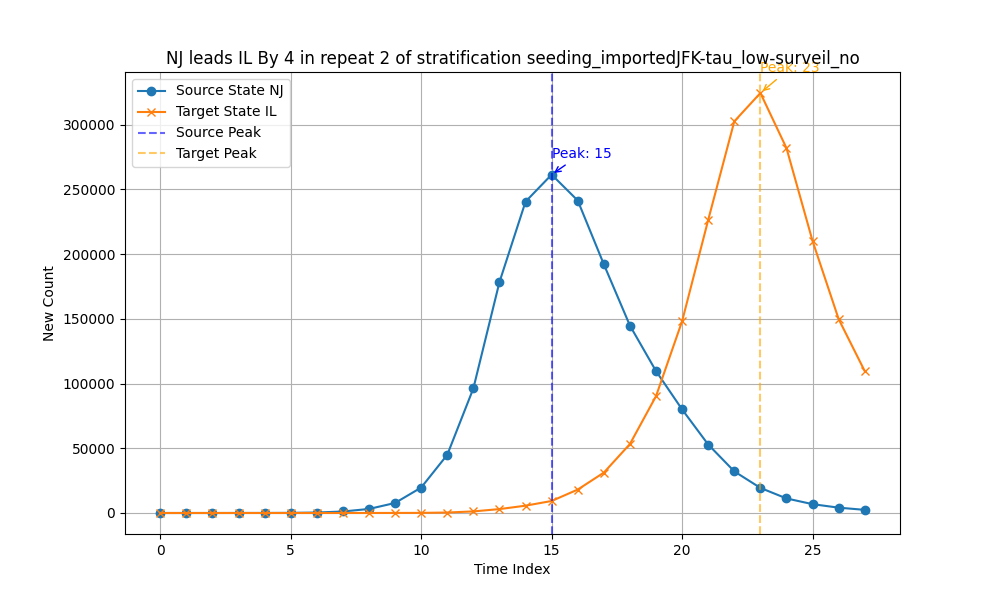 NJ leads IL By 4 in repeat 2 of stratification seeding_importedJFK-tau_low-surveil_no
Peak: 23
Source State NJ
Target State IL
Source Peak
Target Peak
Peak: 15
300000
250000
200000
150000
100000
50000
0
New Count
0 5 10 15 20 25
Time Index